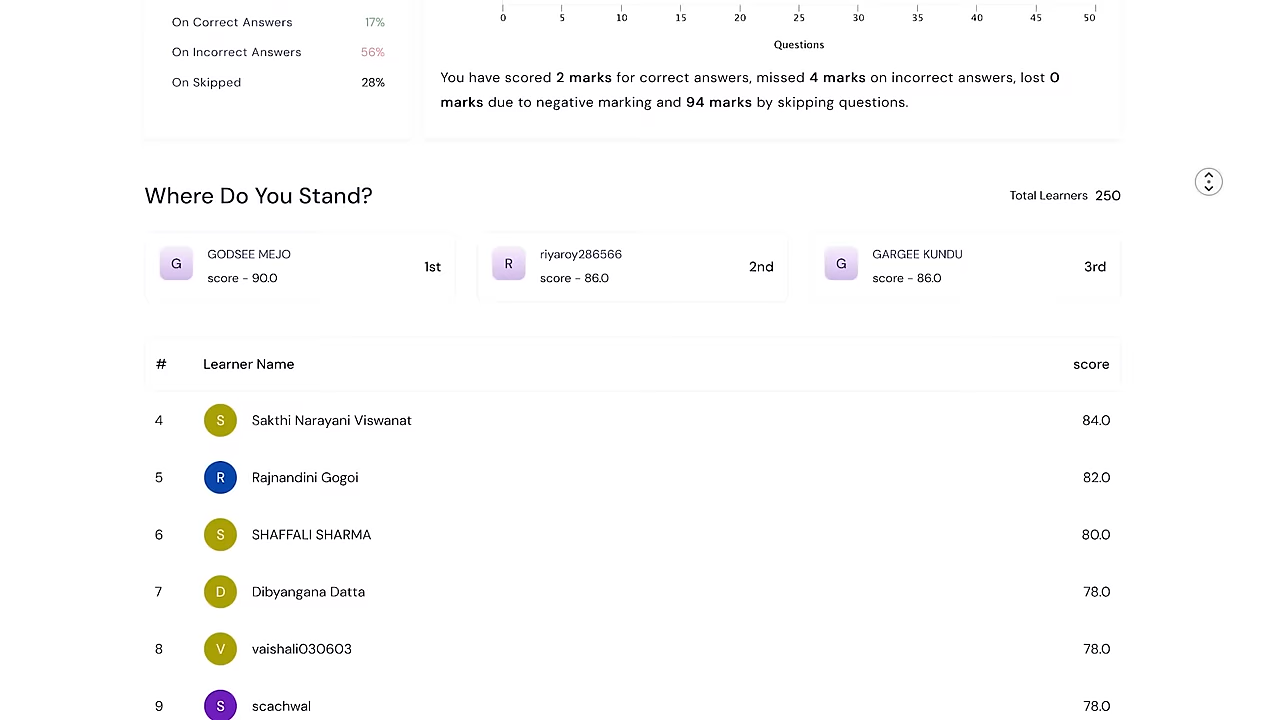 On Correct Answers 17%
On Incorrect Answers 56%
On Skipped 28%
0 5 10 15 20 25 30 35 40 45 50
Questions
You have scored 2 marks for correct answers, missed 4 marks on incorrect answers, lost 0
marks due to negative marking and 94 marks by skipping questions.
Where Do You Stand?
Total Learners 250
G GODSEE MEJO
score - 90.0
1st
R riyaroy286566
score - 86.0
2nd
G GARGEE KUNDU
score - 86.0
3rd
# Learner Name score
4 S Sakthi Narayani Viswanat 84.0
5 R Rajnandini Gogoi 82.0
6 S SHAFFALI SHARMA 80.0
7 D Dibyangana Datta 78.0
8 V vaishali030603 78.0
9 S scachwal 78.0